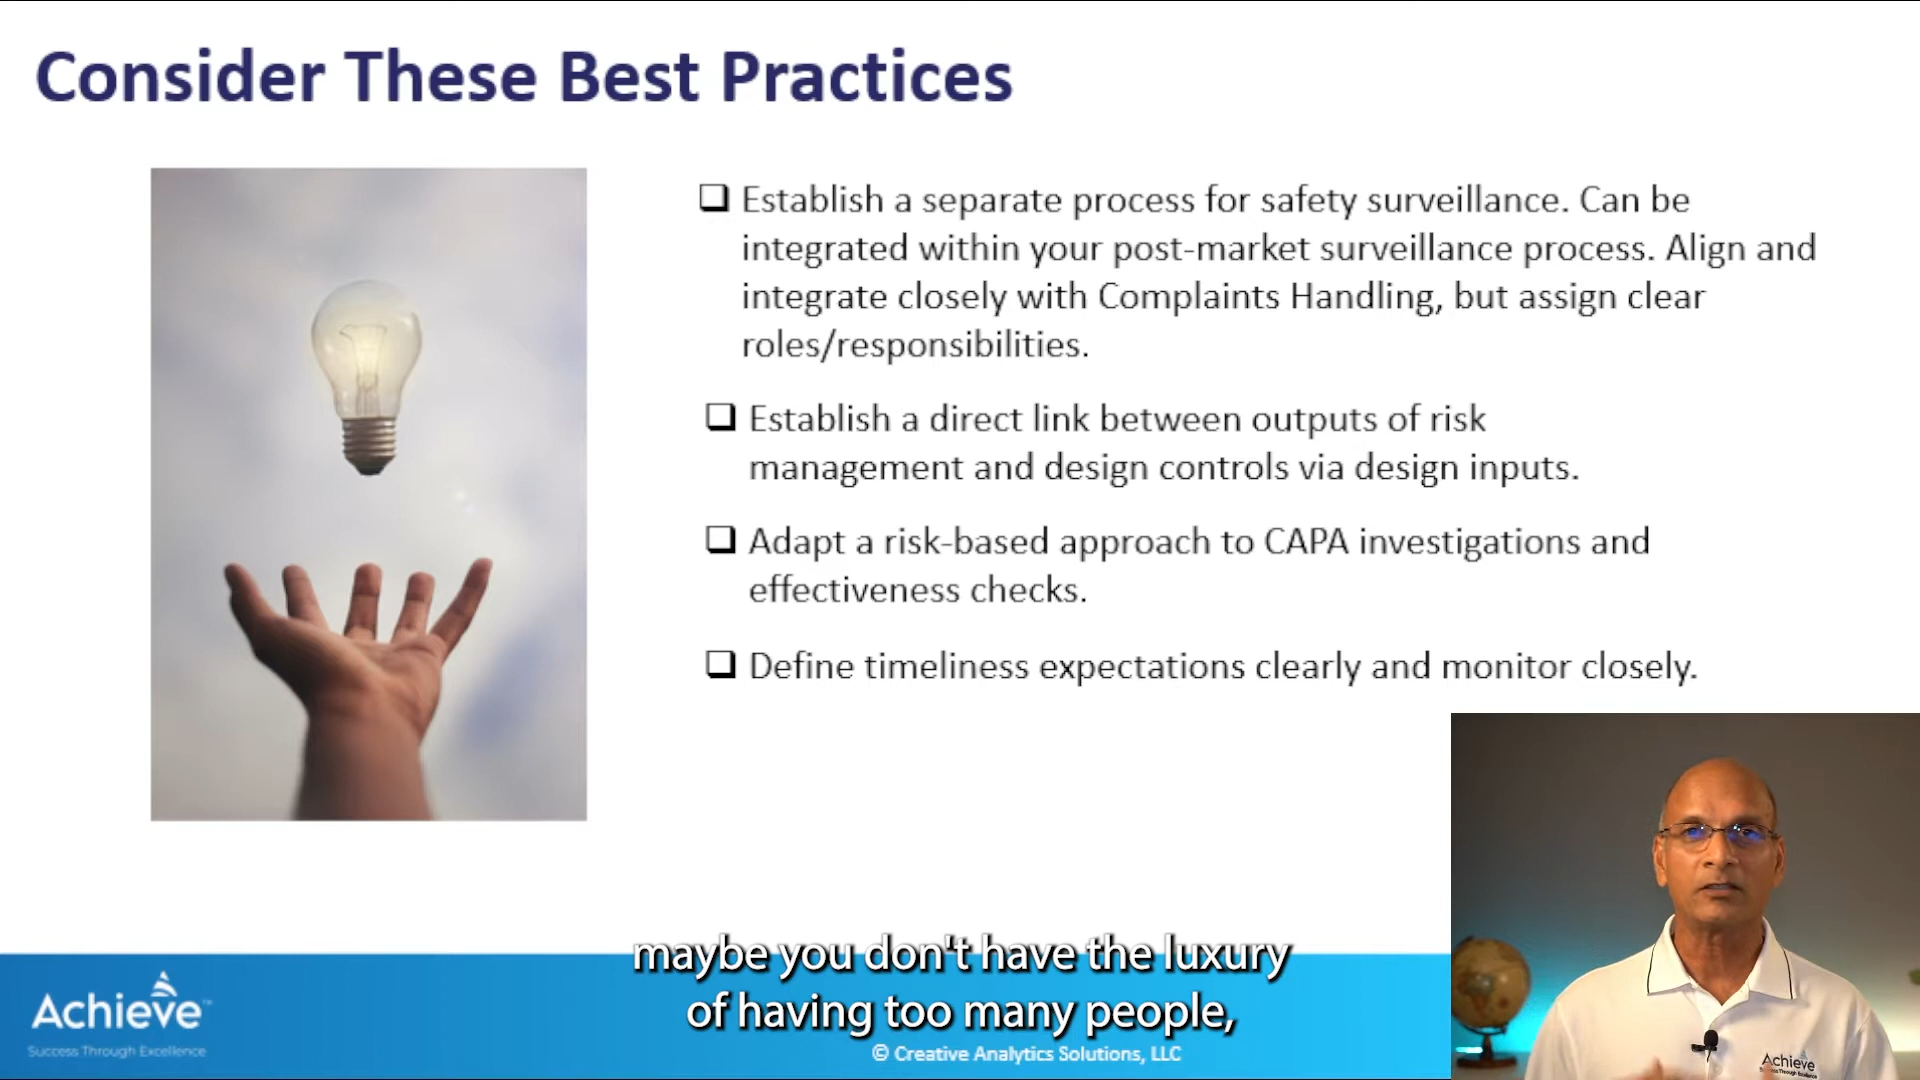 Consider These Best Practices
❑ Establish a separate process for safety surveillance. Can be
integrated within your post-market surveillance process. Align and
integrate closely with Complaints Handling, but assign clear
roles/responsibilities.
❑ Establish a direct link between outputs of risk
management and design controls via design inputs.
❑ Adapt a risk-based approach to CAPA investigations and
effectiveness checks.
❑ Define timeliness expectations clearly and monitor closely.
maybe you don't have the luxury
of having too many people,
Achieve™
Success Through Excellence
© Creative Analytics Solutions, LLC
Achieve
Success Through Excellence